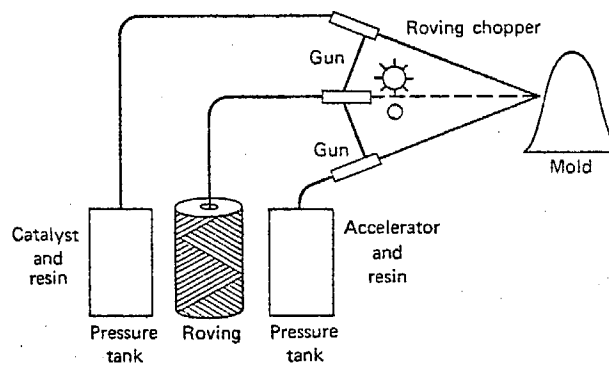 Roving chopper
Gun
Gun
Mold
Catalyst
and
resin
Accelerator
and
resin
Pressure
tank
Roving
Pressure
tank